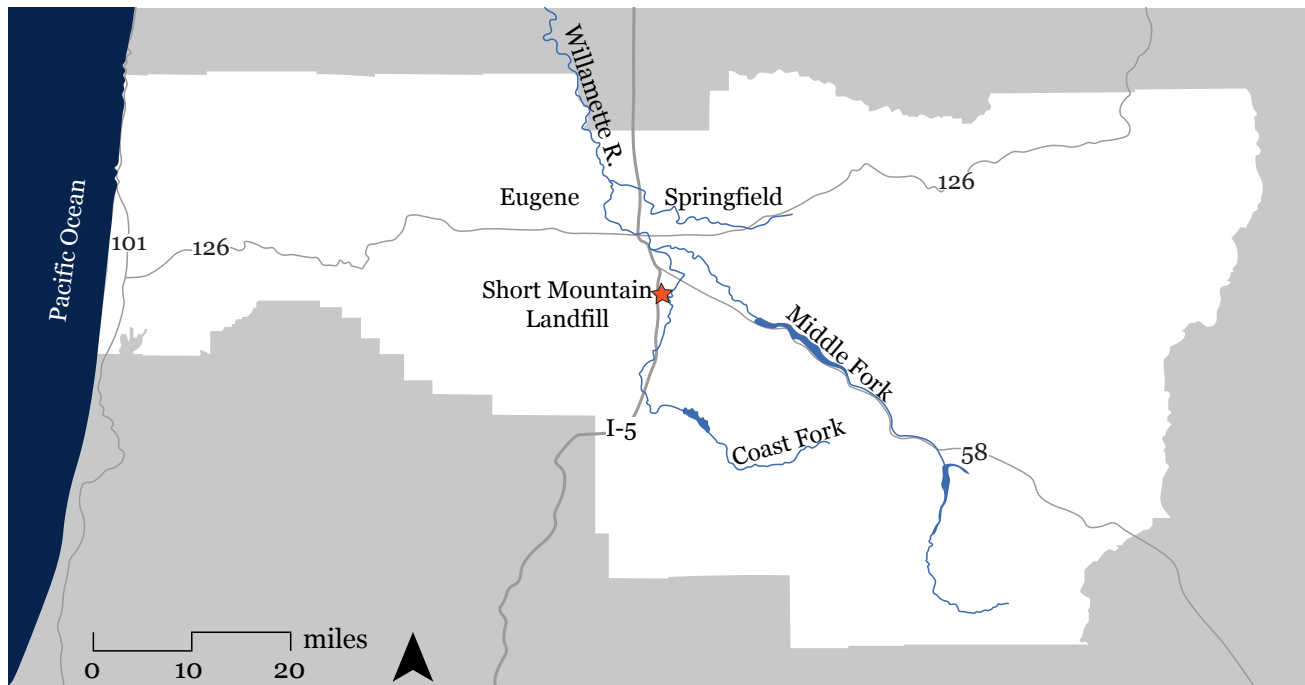 Willamette R.
Eugene
Springfield
126
Pacific Ocean
101
126
Short Mountain
Landfill
Middle Fork
I-5
Coast Fork
58
miles
0 10 20